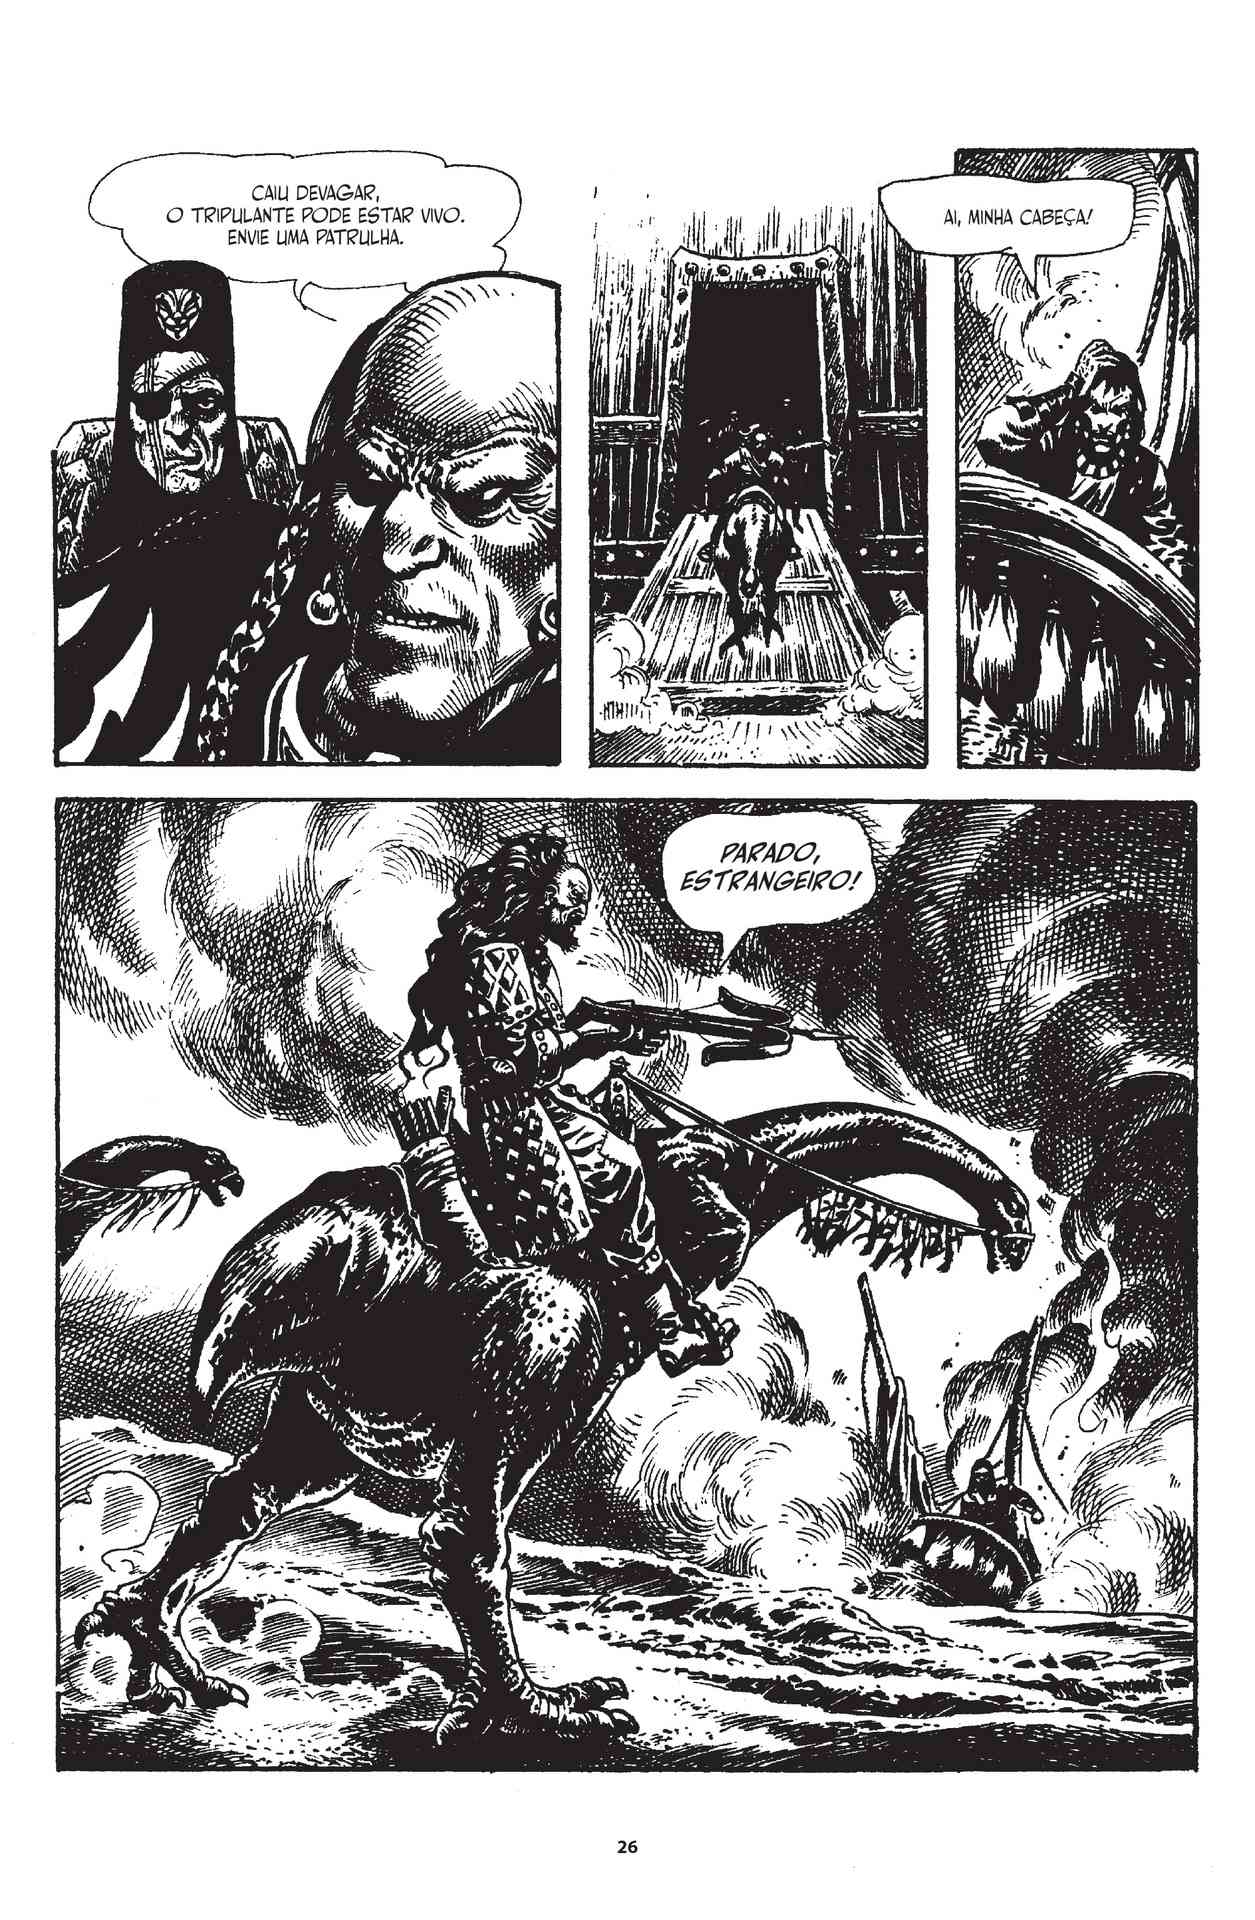 CAIU DEVAGAR,
O TRIPULANTE PODE ESTAR VIVO.
ENVIE UMA PATRULHA.
AI, MINHA CABEÇA!
PARADO,
ESTRANGEIRO!
26